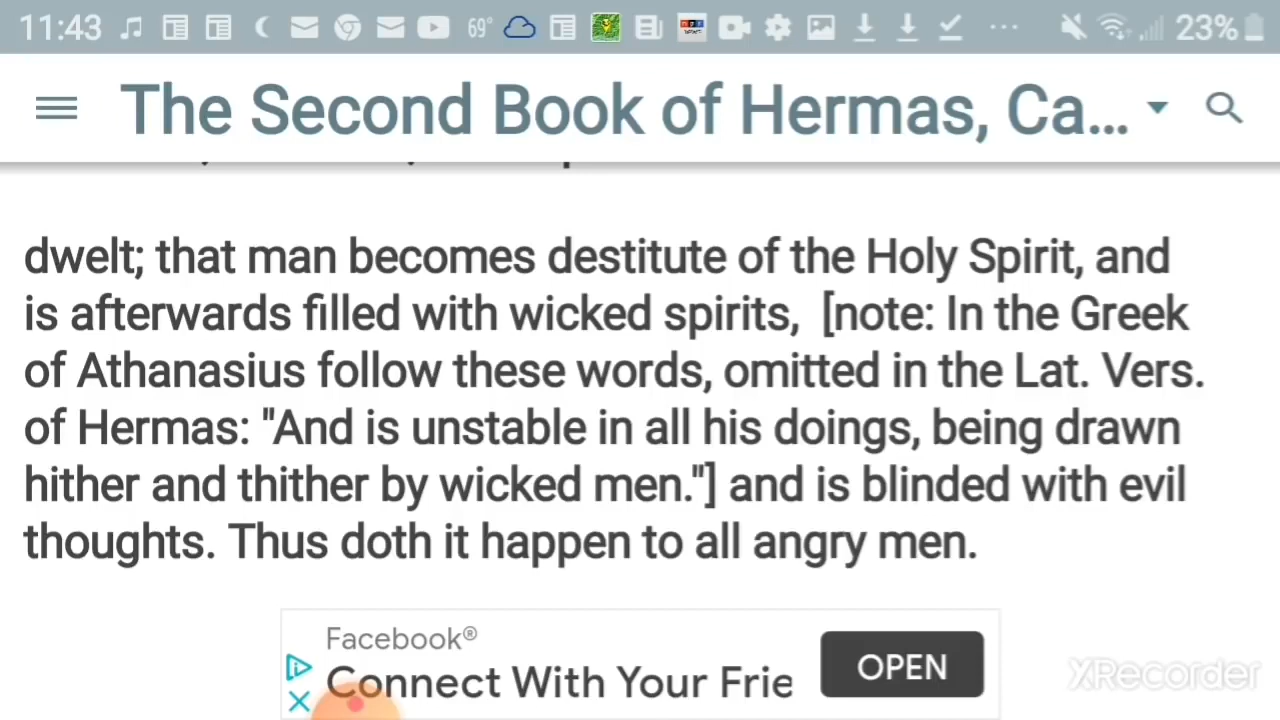 11:43 69° 23%
The Second Book of Hermas, Ca...
dwelt; that man becomes destitute of the Holy Spirit, and
is afterwards filled with wicked spirits, [note: In the Greek
of Athanasius follow these words, omitted in the Lat. Vers.
of Hermas: "And is unstable in all his doings, being drawn
hither and thither by wicked men."] and is blinded with evil
thoughts. Thus doth it happen to all angry men.
Facebook®
Connect With Your Frie
OPEN
XRecorder